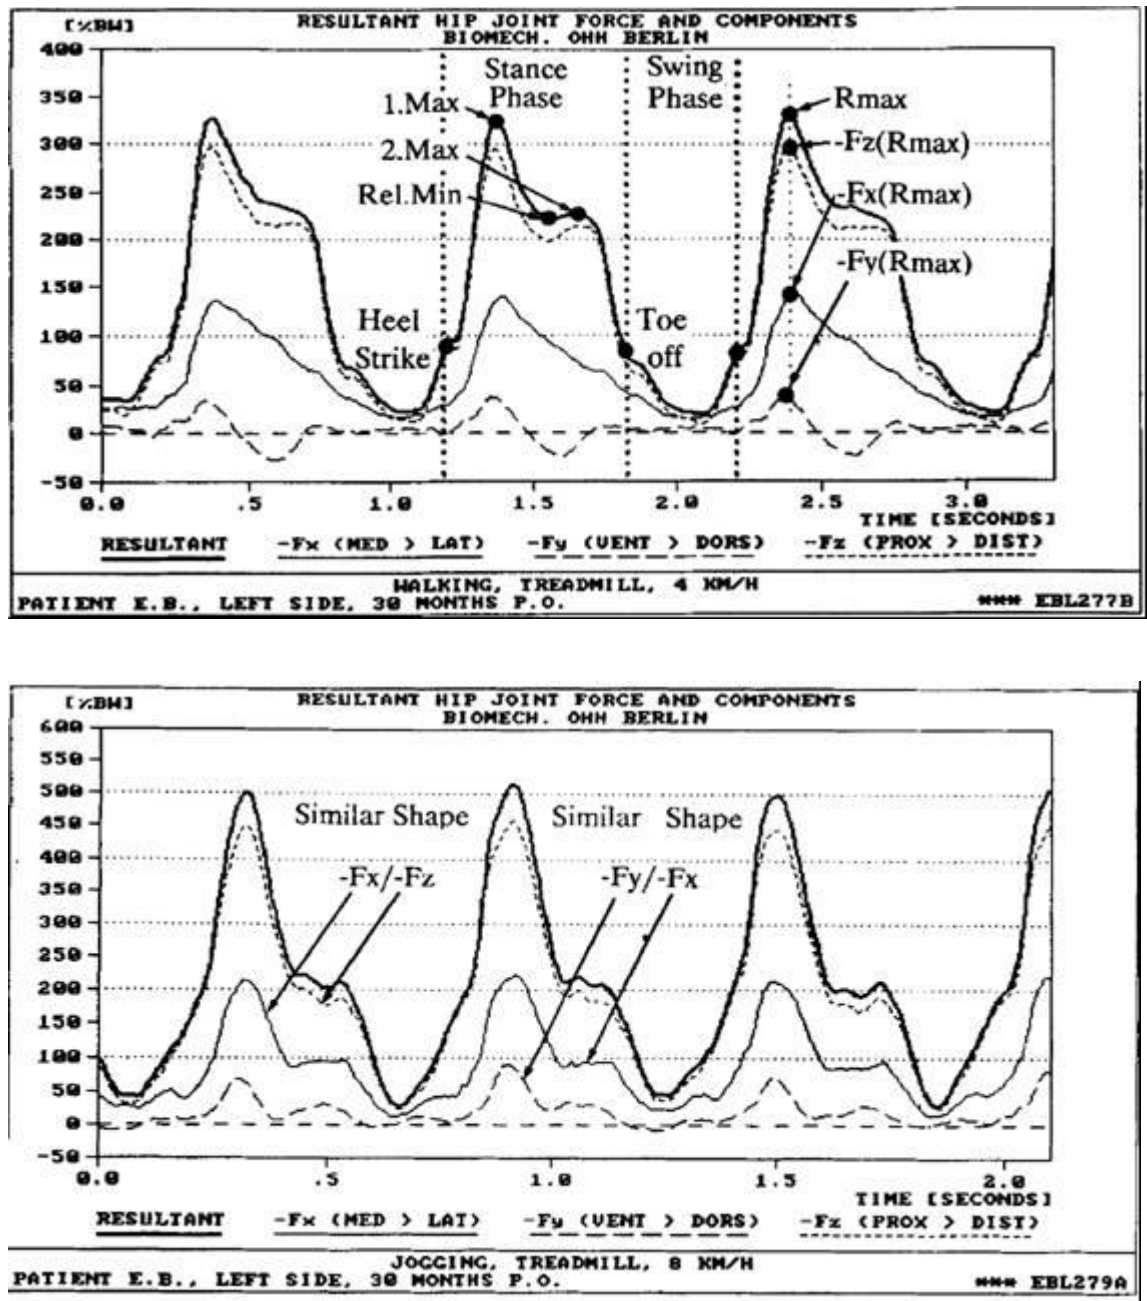 [%BW]
RESULTANT HIP JOINT FORCE AND COMPONENTS
BIOMECH. OHH BERLIN
400
350
300
250
200
150
100
50
0
-50
Stance
Phase
Swing
Phase
1.Max
2.Max
Rel.Min
Rmax
-Fz(Rmax)
-Fx(Rmax)
-Fy(Rmax)
Heel
Strike
Toe
off
0.0 .5 1.0 1.5 2.0 2.5 3.0
TIME [SECONDS]
RESULTANT -Fx (MED > LAT) -Fy (VENT > DORS) -Fz (PROX > DIST)
WALKING, TREADMILL, 4 KM/H
PATIENT E.B., LEFT SIDE, 30 MONTHS P.O. *** EBL277B
[%BW]
RESULTANT HIP JOINT FORCE AND COMPONENTS
BIOMECH. OHH BERLIN
600
550
500
450
400
350
300
250
200
150
100
50
0
-50
Similar Shape Similar Shape
-Fx/-Fz -Fy/-Fx
0.0 .5 1.0 1.5 2.0
TIME [SECONDS]
RESULTANT -Fx (MED > LAT) -Fy (VENT > DORS) -Fz (PROX > DIST)
JOGGING, TREADMILL, 8 KM/H
PATIENT E.B., LEFT SIDE, 30 MONTHS P.O. *** EBL279A